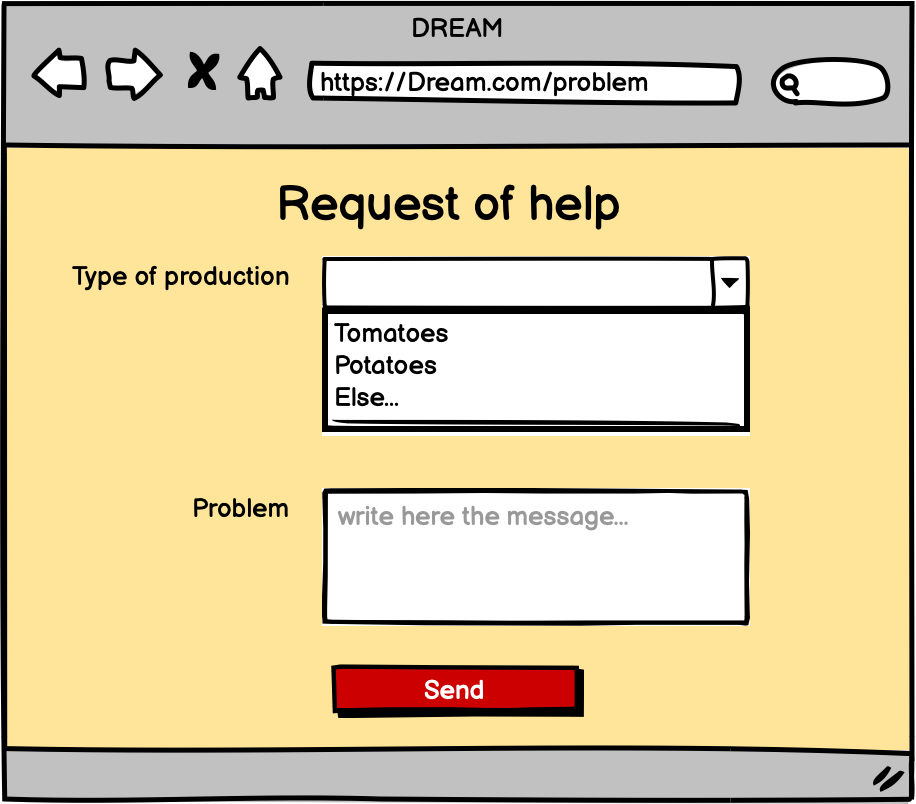 DREAM
https://Dream.com/problem
Request of help
Type of production
Tomatoes
Potatoes
Else...
Problem
write here the message...
Send